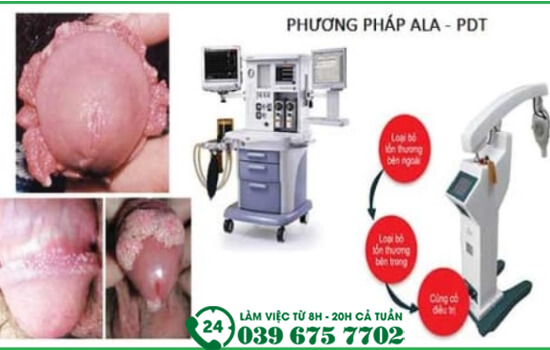 PHƯƠNG PHÁP ALA - PDT
Loại bỏ
tổn thương
bên ngoài
Loại bỏ
tổn thương
bên trong
Củng cố
điều trị
24
LÀM VIỆC TỪ 8H - 20H CẢ TUẦN
039 675 7702